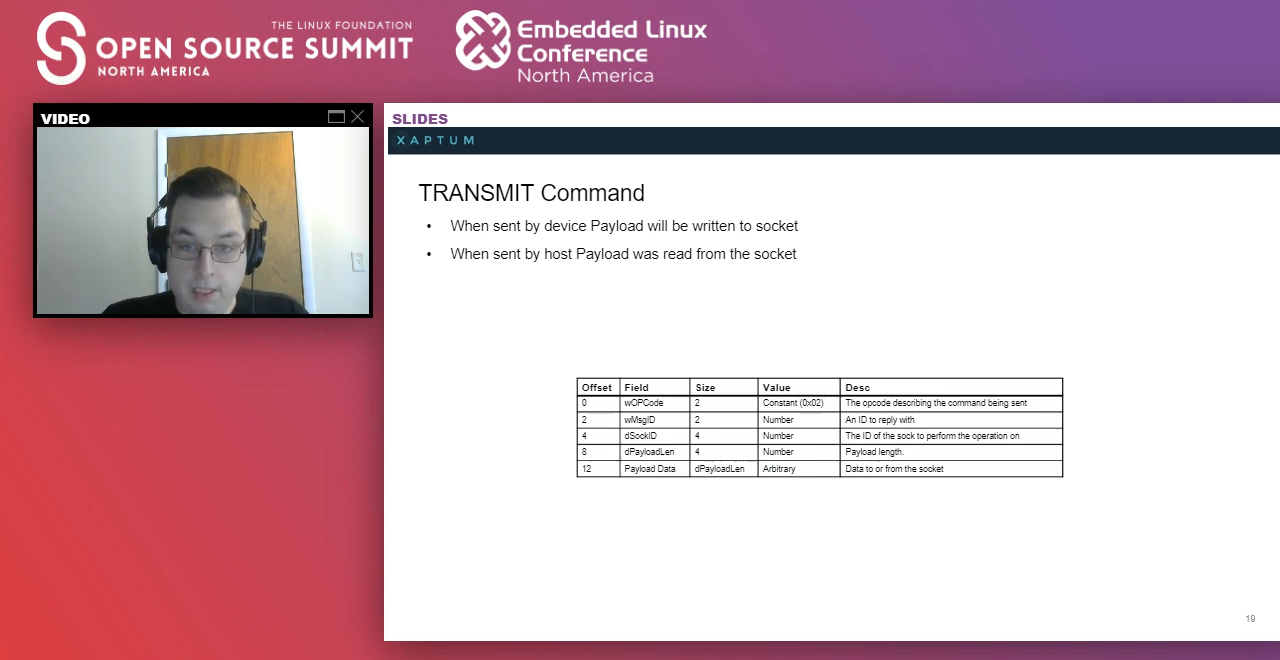 THE LINUX FOUNDATION
OPEN SOURCE SUMMIT
NORTH AMERICA
Embedded Linux
Conference
North America
VIDEO
SLIDES
XAPTUM
TRANSMIT Command
• When sent by device Payload will be written to socket
• When sent by host Payload was read from the socket
Offset Field Size Value Desc
0 wOPCode 2 Constant (0x02) The opcode describing the command being sent
2 wMsgID 2 Number An ID to reply with
4 dSockID 4 Number The ID of the sock to perform the operation on
8 dPayloadLen 4 Number Payload length.
12 Payload Data dPayloadLen Arbitrary Data to or from the socket
19